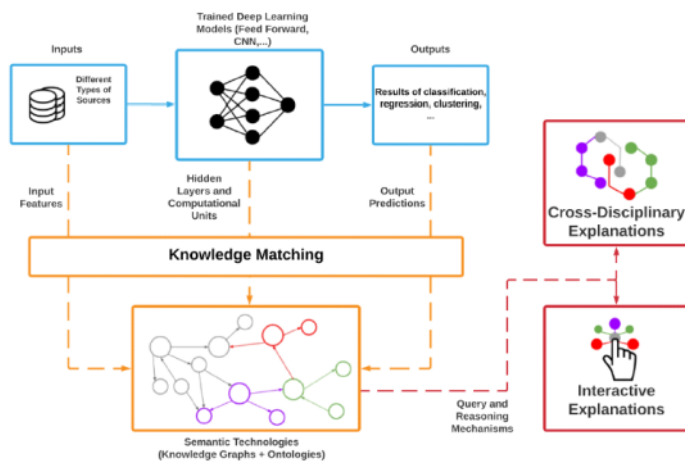 Inputs
Trained Deep Learning
Models (Feed Forward,
CNN,...)
Outputs
Different
Types of
Sources
Results of classification,
regression, clustering,
...
Input
Features
Hidden
Layers and
Computational
Units
Output
Predictions
Knowledge Matching
Cross-Disciplinary
Explanations
Interactive
Explanations
Query and
Reasoning
Mechanisms
Semantic Technologies
(Knowledge Graphs + Ontologies)